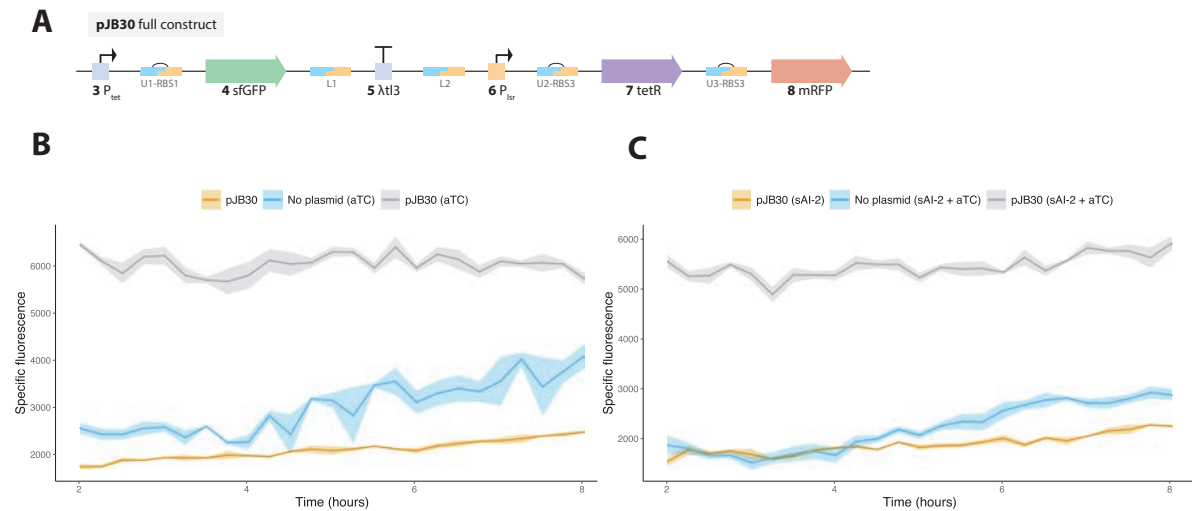 A
pJB30 full construct
U1-RBS1 L1 L2 U2-RBS3 U3-RBS3
3 Ptet 4 sfGFP 5 λtI3 6 Plsr 7 tetR 8 mRFP
B
pJB30 No plasmid (aTC) pJB30 (aTC)
6000
5000
4000
3000
2000
Specific fluorescence
2 4 6 8
Time (hours)
C
pJB30 (sAI-2) No plasmid (sAI-2 + aTC) pJB30 (sAI-2 + aTC)
6000
5000
4000
3000
2000
Specific fluorescence
2 4 6 8
Time (hours)